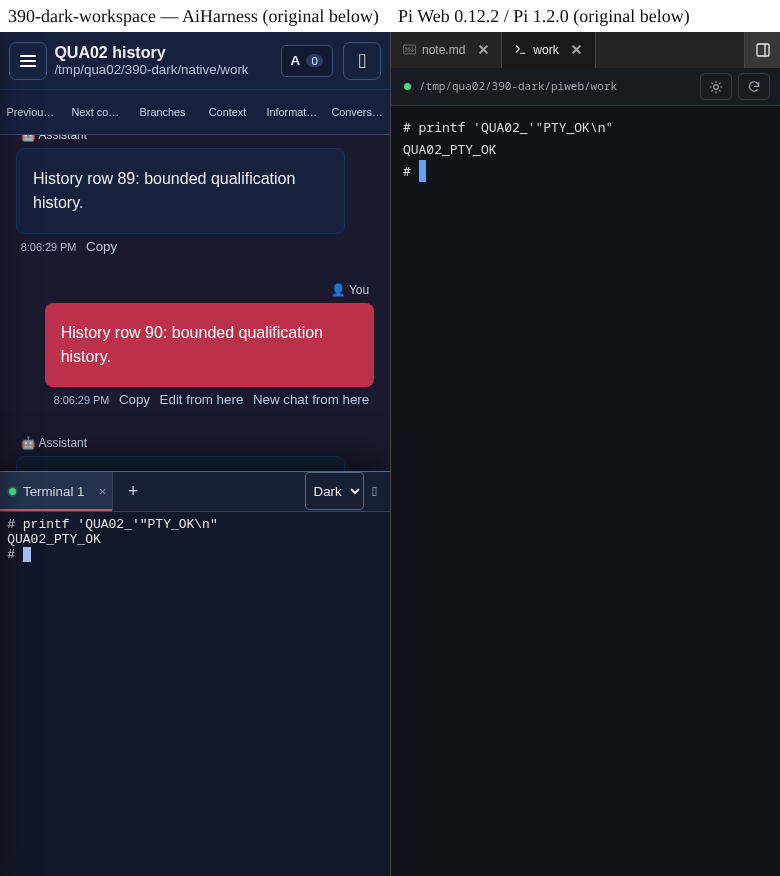 390-dark-workspace — AiHarness (original below)
Pi Web 0.12.2 / Pi 1.2.0 (original below)
QUA02 history
/tmp/qua02/390-dark/native/work
A 0
Previou… Next co… Branches Context Informat… Convers…
Assistant
History row 89: bounded qualification
history.
8:06:29 PM Copy
You
History row 90: bounded qualification
history.
8:06:29 PM Copy Edit from here New chat from here
Assistant
Terminal 1 × + Dark
# printf 'QUA02_'"PTY_OK\n"
QUA02_PTY_OK
#
note.md ✕ work ✕
/tmp/qua02/390-dark/piweb/work
# printf 'QUA02_'"PTY_OK\n"
QUA02_PTY_OK
#